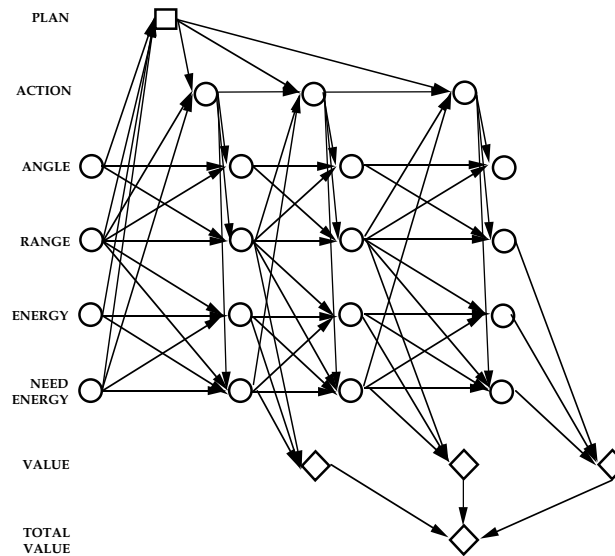 PLAN
ACTION
ANGLE
RANGE
ENERGY
NEED
ENERGY
VALUE
TOTAL
VALUE